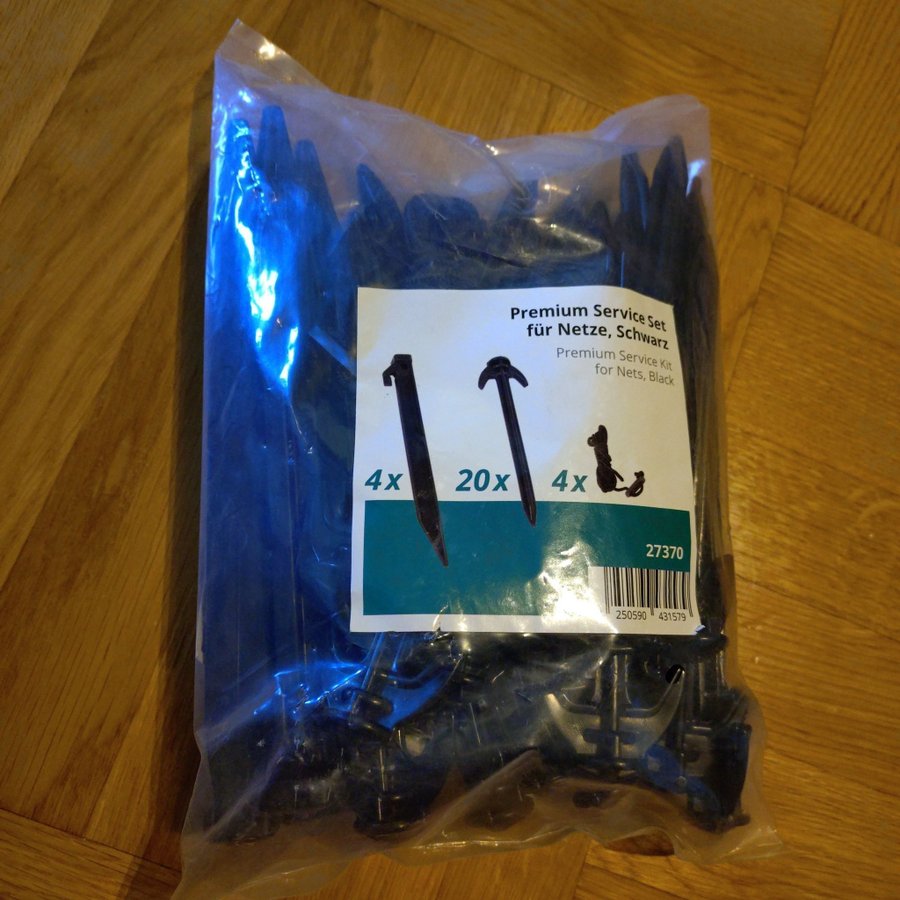 Premium Service Set
für Netze, Schwarz
Premium Service Kit
for Nets, Black
4x
20x
4x
27370
250590 431579